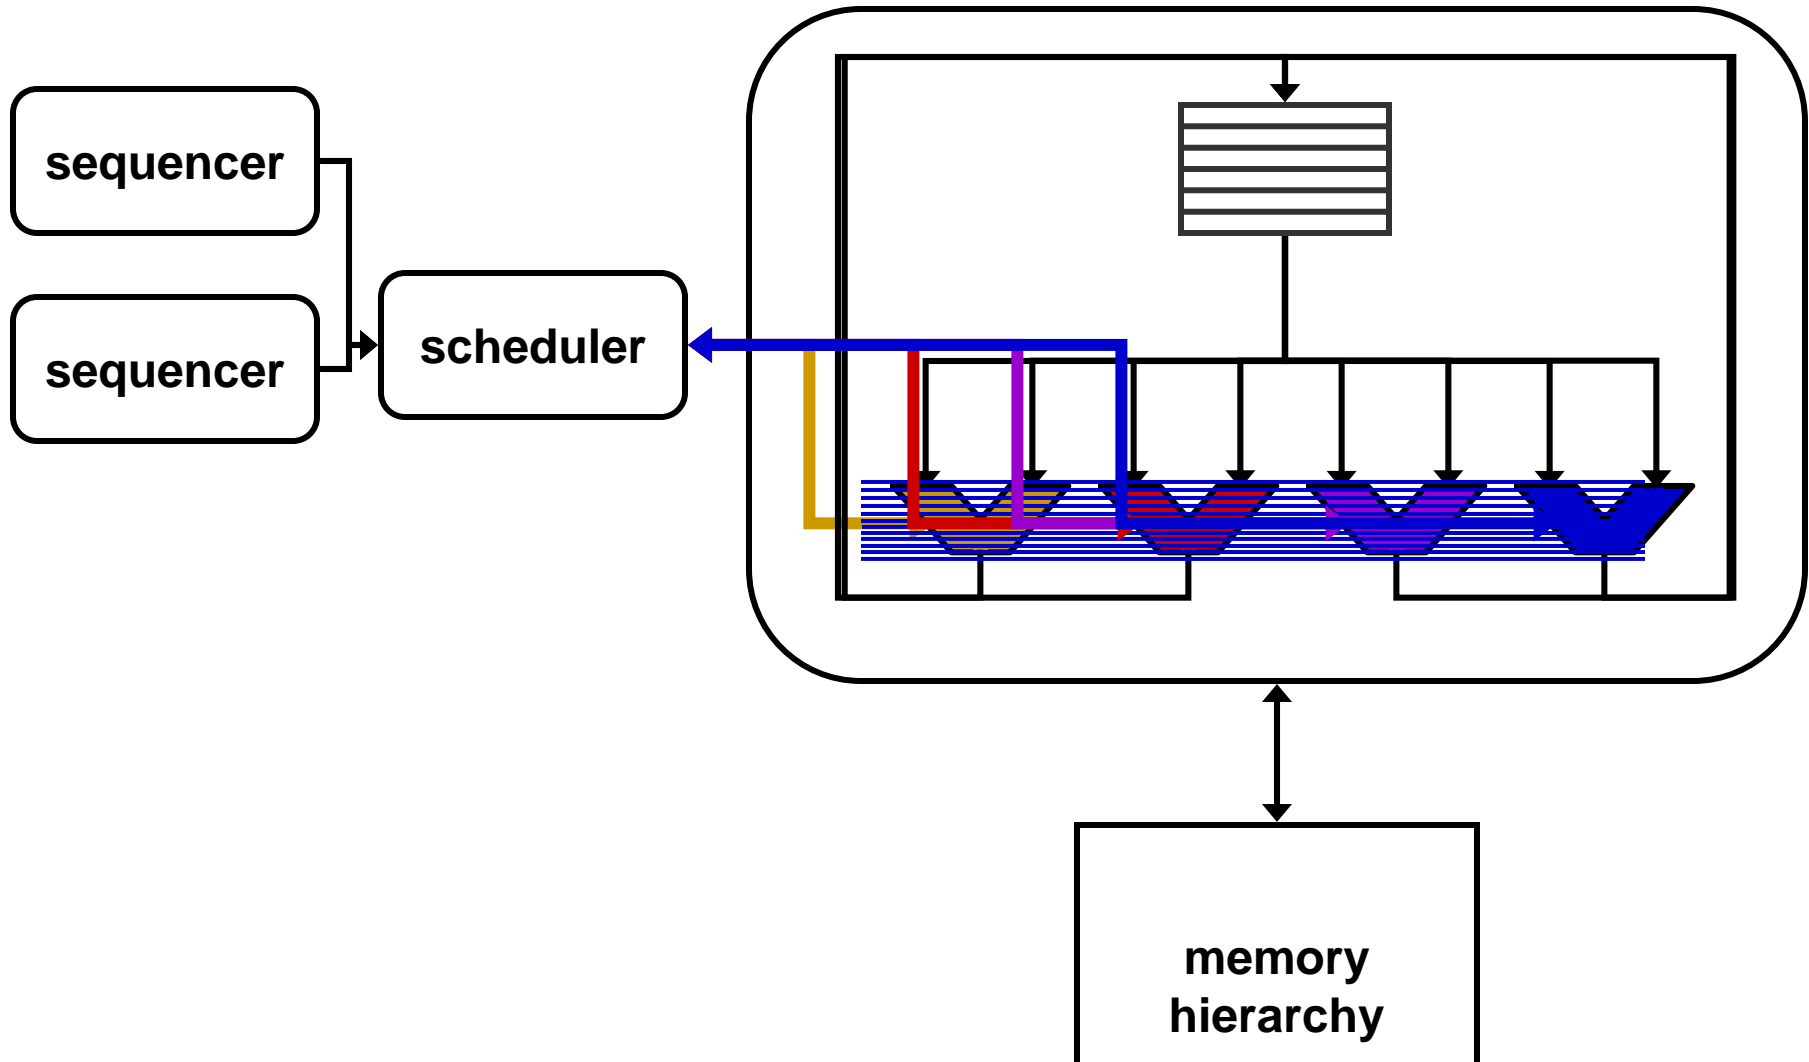 sequencer
sequencer
scheduler
memory
hierarchy